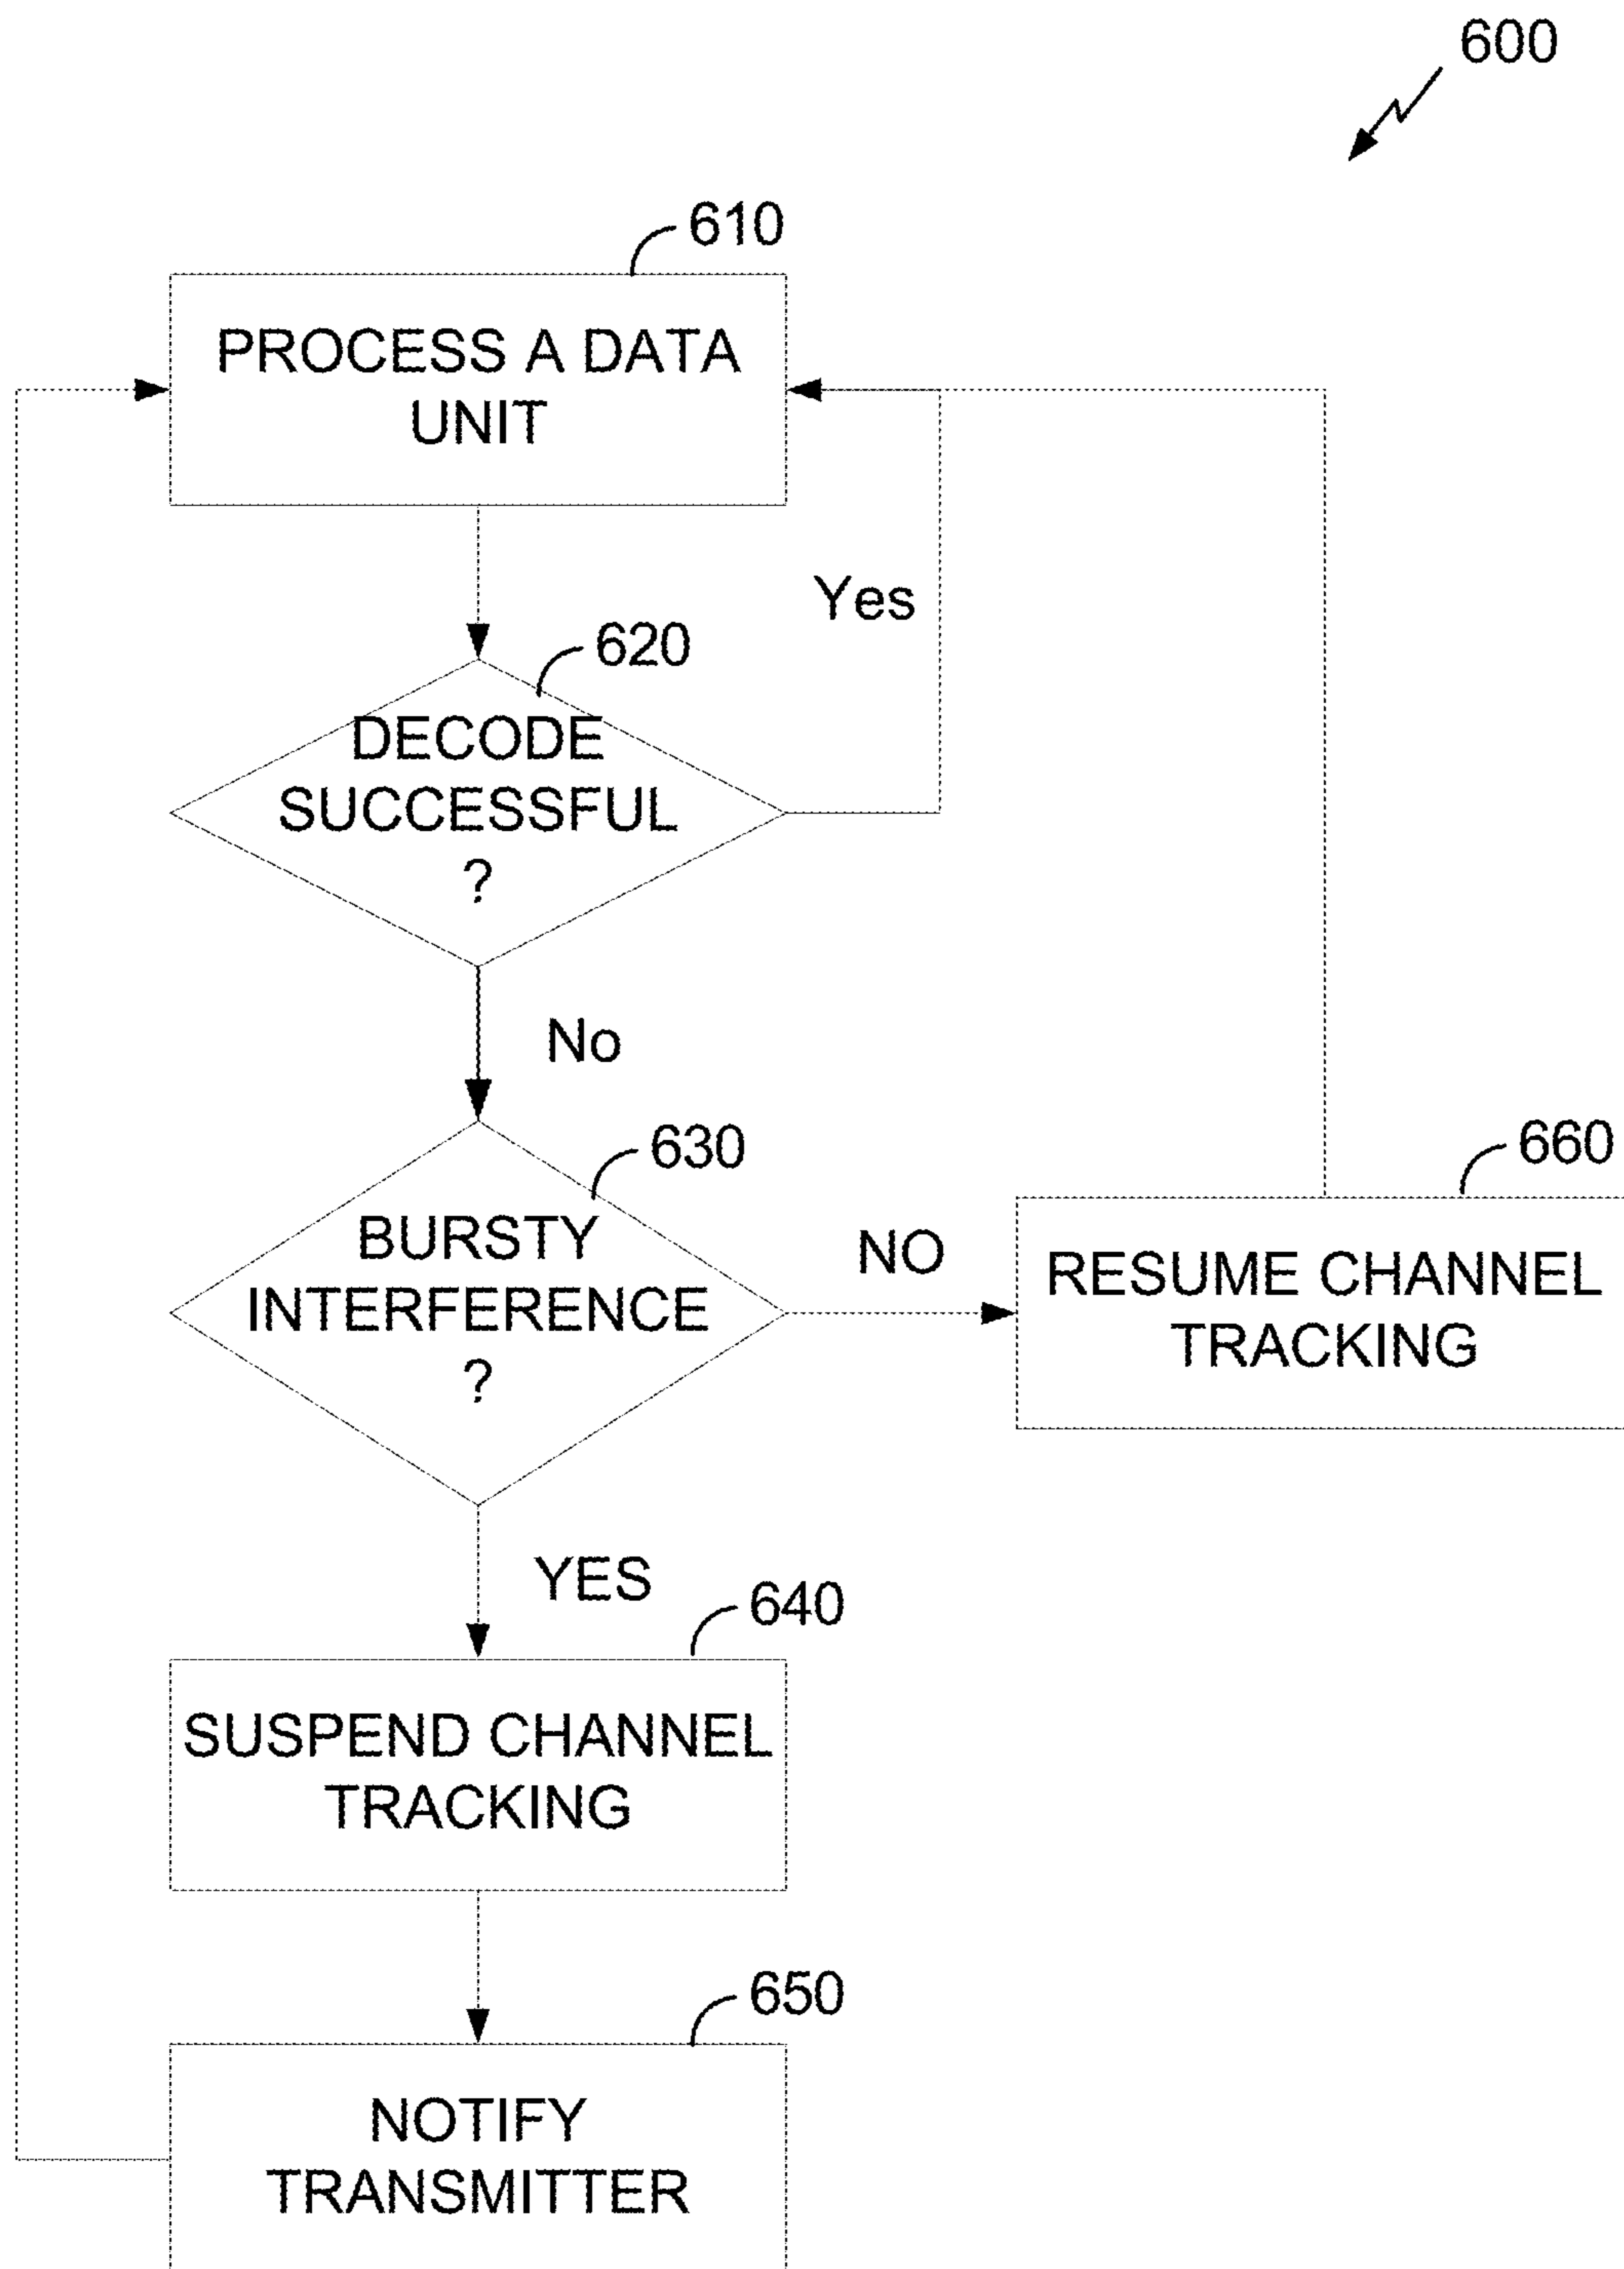 600
610
PROCESS A DATA
UNIT
Yes
620
DECODE
SUCCESSFUL
?
No
630
BURSTY
INTERFERENCE
?
NO
660
RESUME CHANNEL
TRACKING
YES
640
SUSPEND CHANNEL
TRACKING
650
NOTIFY
TRANSMITTER